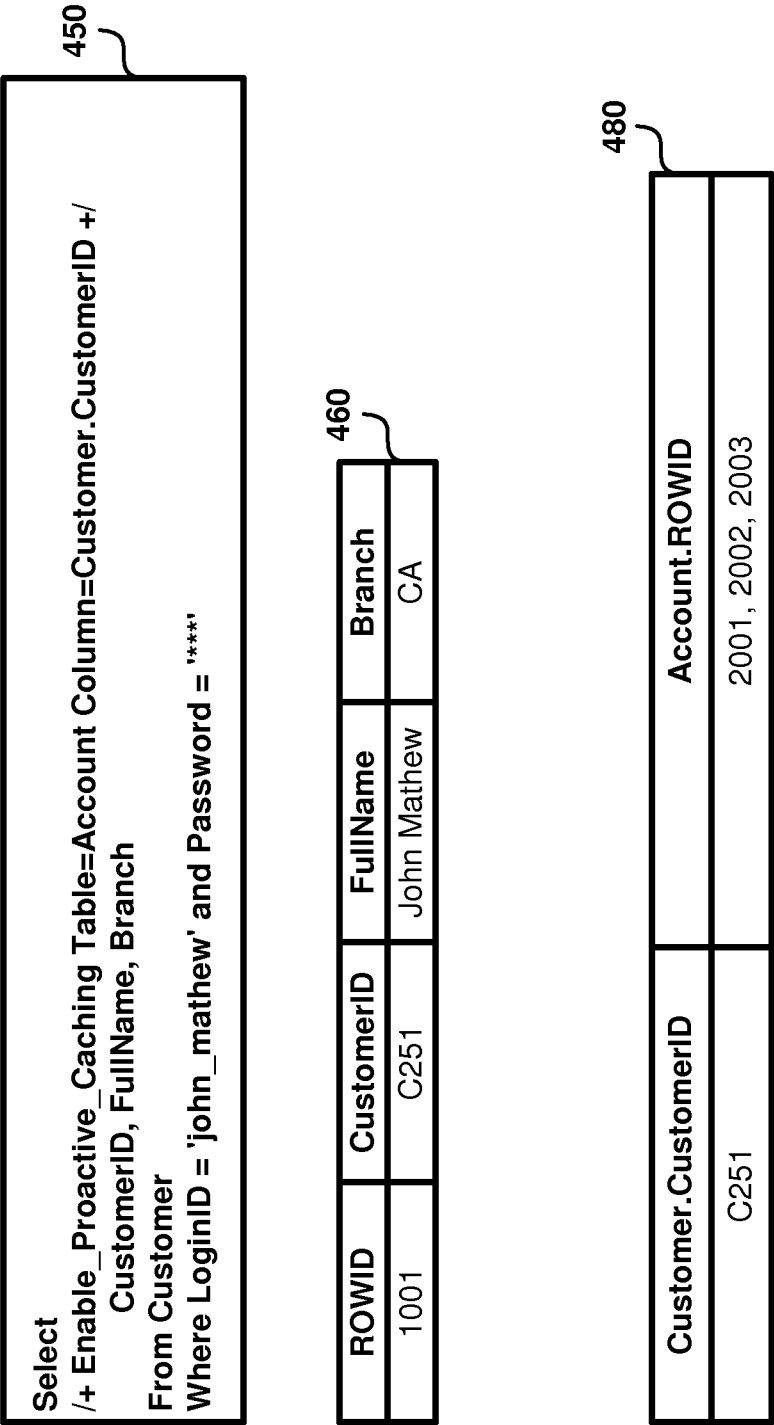 450
Select
/+ Enable_Proactive_Caching Table=Account Column=Customer.CustomerID +/
CustomerID, FullName, Branch
From Customer
Where LoginID = 'john_mathew' and Password = '***'
460
ROWID CustomerID FullName Branch
1001 C251 John Mathew CA
480
Customer.CustomerID Account.ROWID
C251 2001, 2002, 2003